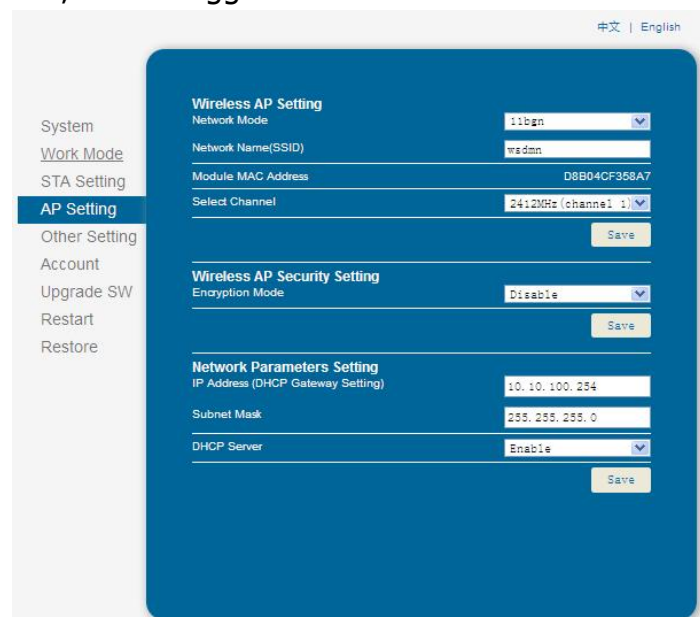 中文 | English
System
Work Mode
STA Setting
AP Setting
Other Setting
Account
Upgrade SW
Restart
Restore
Wireless AP Setting
Network Mode 11bgn
Network Name(SSID) wsdmn
Module MAC Address D8B04CF358A7
Select Channel 2412MHz(channel 1)
Save
Wireless AP Security Setting
Encryption Mode Disable
Save
Network Parameters Setting
IP Address (DHCP Gateway Setting) 10.10.100.254
Subnet Mask 255.255.255.0
DHCP Server Enable
Save